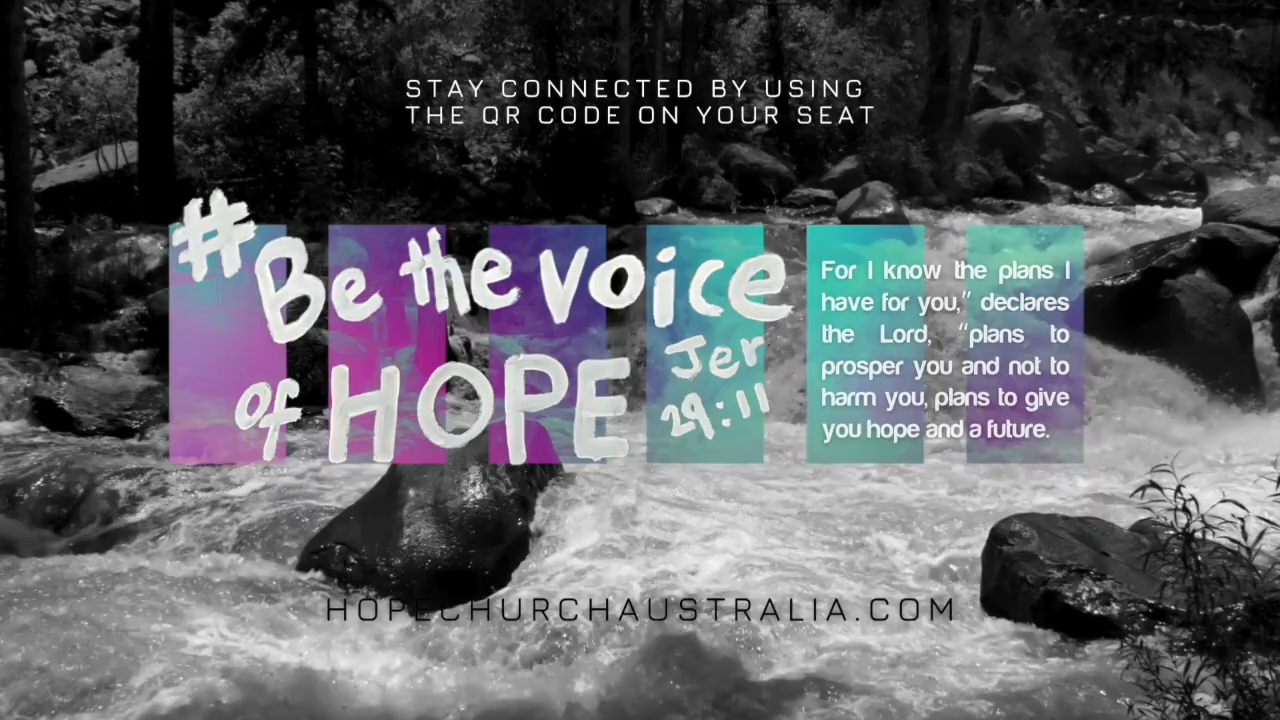 STAY CONNECTED BY USING
THE QR CODE ON YOUR SEAT
#Be the voice
of HOPE
Jer
29:11
For I know the plans I
have for you,” declares
the Lord, “plans to
prosper you and not to
harm you, plans to give
you hope and a future.
HOPECHURCHAUSTRALIA.COM